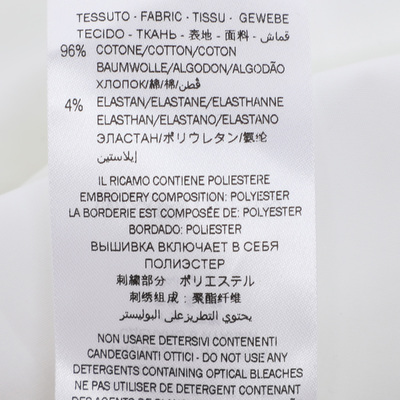 TESSUTO - FABRIC - TISSU - GEWEBE
TECIDO - ТКАНЬ - 表地 - 面料 - قماش
96% COTONE/COTTON/COTON
BAUMWOLLE/ALGODON/ALGODÃO
ХЛОПОК/綿/棉/قطن
4% ELASTAN/ELASTANE/ELASTHANNE
ELASTHAN/ELASTANO/ELASTANO
ЭЛАСТАН/ポリウレタン/氨纶
إيلاستين
IL RICAMO CONTIENE POLIESTERE
EMBROIDERY COMPOSITION: POLYESTER
LA BORDERIE EST COMPOSÉE DE: POLYESTER
BORDADO: POLIESTER
ВЫШИВКА ВКЛЮЧАЕТ В СЕБЯ
ПОЛИЭСТЕР
刺繍部分 ポリエステル
刺绣组成：聚酯纤维
يحتوي التطريز على البوليستر
NON USARE DETERSIVI CONTENENTI
CANDEGGIANTI OTTICI - DO NOT USE ANY
DETERGENTS CONTAINING OPTICAL BLEACHES
NE PAS UTILISER DE DETERGENT CONTENANT